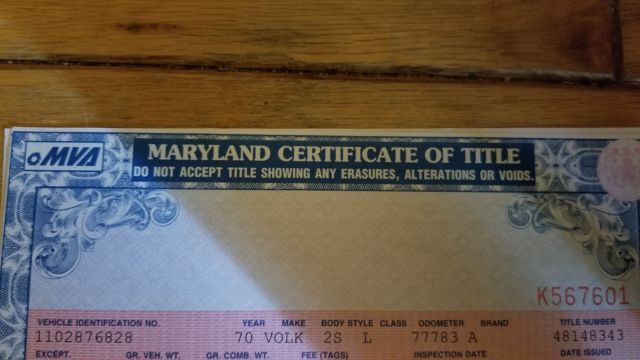 MVA
MARYLAND CERTIFICATE OF TITLE
DO NOT ACCEPT TITLE SHOWING ANY ERASURES, ALTERATIONS OR VOIDS.
K567601
VEHICLE IDENTIFICATION NO. YEAR MAKE BODY STYLE CLASS ODOMETER BRAND TITLE NUMBER
1102876828 70 VOLK 2S L 77783 A 48148343
EXCEPT. GR. VEH. WT. GR. COMB. WT. FEE (TAGS) INSPECTION DATE DATE ISSUED